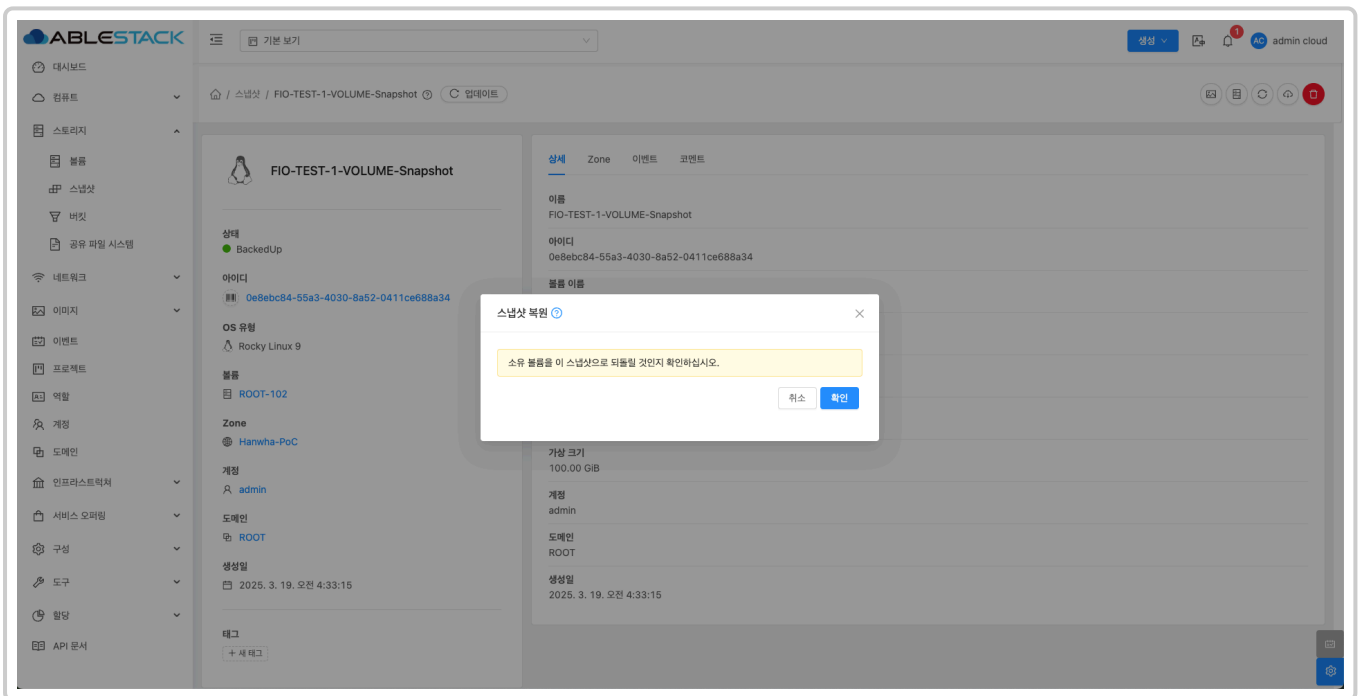 ABLESTACK
기본 보기
생성
1
AC
admin cloud
대시보드
컴퓨트
스토리지
볼륨
스냅샷
버킷
공유 파일 시스템
네트워크
이미지
이벤트
프로젝트
역할
계정
도메인
인프라스트럭쳐
서비스 오퍼링
구성
도구
할당
API 문서
/ 스냅샷 / FIO-TEST-1-VOLUME-Snapshot
업데이트
FIO-TEST-1-VOLUME-Snapshot
상태
BackedUp
아이디
0e8ebc84-55a3-4030-8a52-0411ce688a34
OS 유형
Rocky Linux 9
볼륨
ROOT-102
Zone
Hanwha-PoC
계정
admin
도메인
ROOT
생성일
2025. 3. 19. 오전 4:33:15
태그
+ 새 태그
상세 Zone 이벤트 코멘트
이름
FIO-TEST-1-VOLUME-Snapshot
아이디
0e8ebc84-55a3-4030-8a52-0411ce688a34
볼륨 이름
스냅샷 복원
소유 볼륨을 이 스냅샷으로 되돌릴 것인지 확인하십시오.
취소 확인
가상 크기
100.00 GiB
계정
admin
도메인
ROOT
생성일
2025. 3. 19. 오전 4:33:15